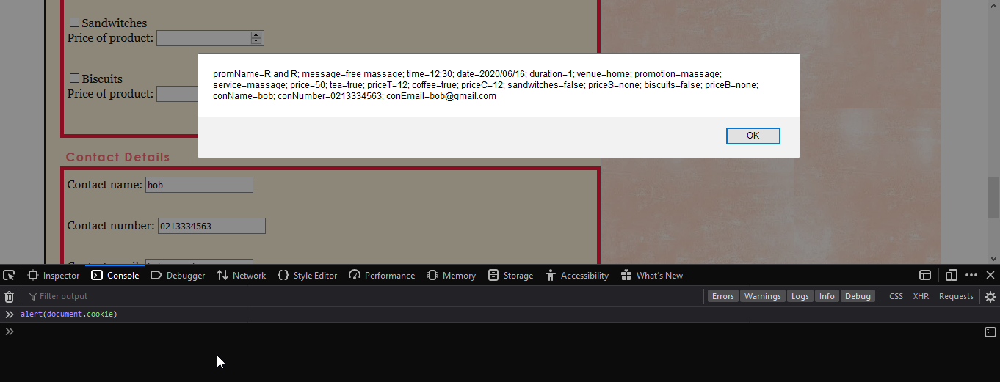 Sandwitches
Price of product:
Biscuits
Price of product:
promName=R and R; message=free massage; time=12:30; date=2020/06/16; duration=1; venue=home; promotion=massage;
service=massage; price=50; tea=true; priceT=12; coffee=true; priceC=12; sandwitches=false; priceS=none; biscuits=false; priceB=none;
conName=bob; conNumber=0213334563; conEmail=bob@gmail.com
OK
Contact Details
Contact name: bob
Contact number: 0213334563
Inspector Console Debugger Network Style Editor Performance Memory Storage Accessibility What's New
Filter output Errors Warnings Logs Info Debug CSS XHR Requests
alert(document.cookie)